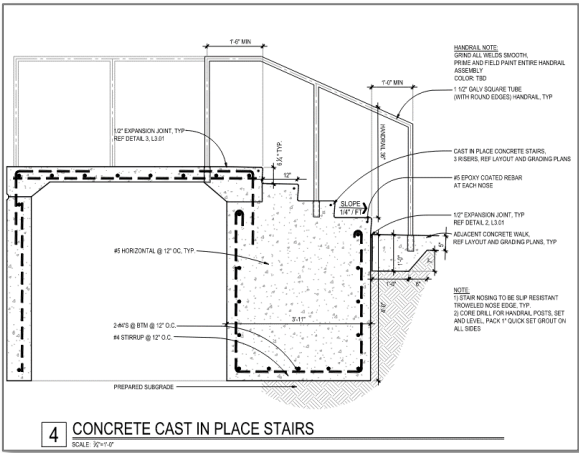 1'-6" MIN
HANDRAIL NOTE:
GRIND ALL WELDS SMOOTH,
PRIME AND FIELD PAINT ENTIRE HANDRAIL
ASSEMBLY
COLOR: TBD
1'-0" MIN
1 1/2" GALV SQUARE TUBE
(WITH ROUND EDGES) HANDRAIL, TYP
1/2" EXPANSION JOINT, TYP
REF DETAIL 3, L3.01
HANDRAIL 36"
TYP.
12"
CAST IN PLACE CONCRETE STAIRS,
3 RISERS, REF LAYOUT AND GRADING PLANS
#5 EPOXY COATED REBAR
AT EACH NOSE
SLOPE
1/4" / FT
1/2" EXPANSION JOINT, TYP
REF DETAIL 2, L3.01
ADJACENT CONCRETE WALK,
REF LAYOUT AND GRADING PLANS, TYP
#5 HORIZONTAL @ 12" OC, TYP.
5"
1'-0"
1'-0"
6"
NOTE:
1) STAIR NOSING TO BE SLIP RESISTANT
TROWELED NOSE EDGE, TYP.
2) CORE DRILL FOR HANDRAIL POSTS, SET
AND LEVEL, PACK 1" QUICK SET GROUT ON
ALL SIDES
3'-11"
2-#4'S @ BTM @ 12" O.C.
#4 STIRRUP @ 12" O.C.
PREPARED SUBGRADE
4 CONCRETE CAST IN PLACE STAIRS
SCALE: